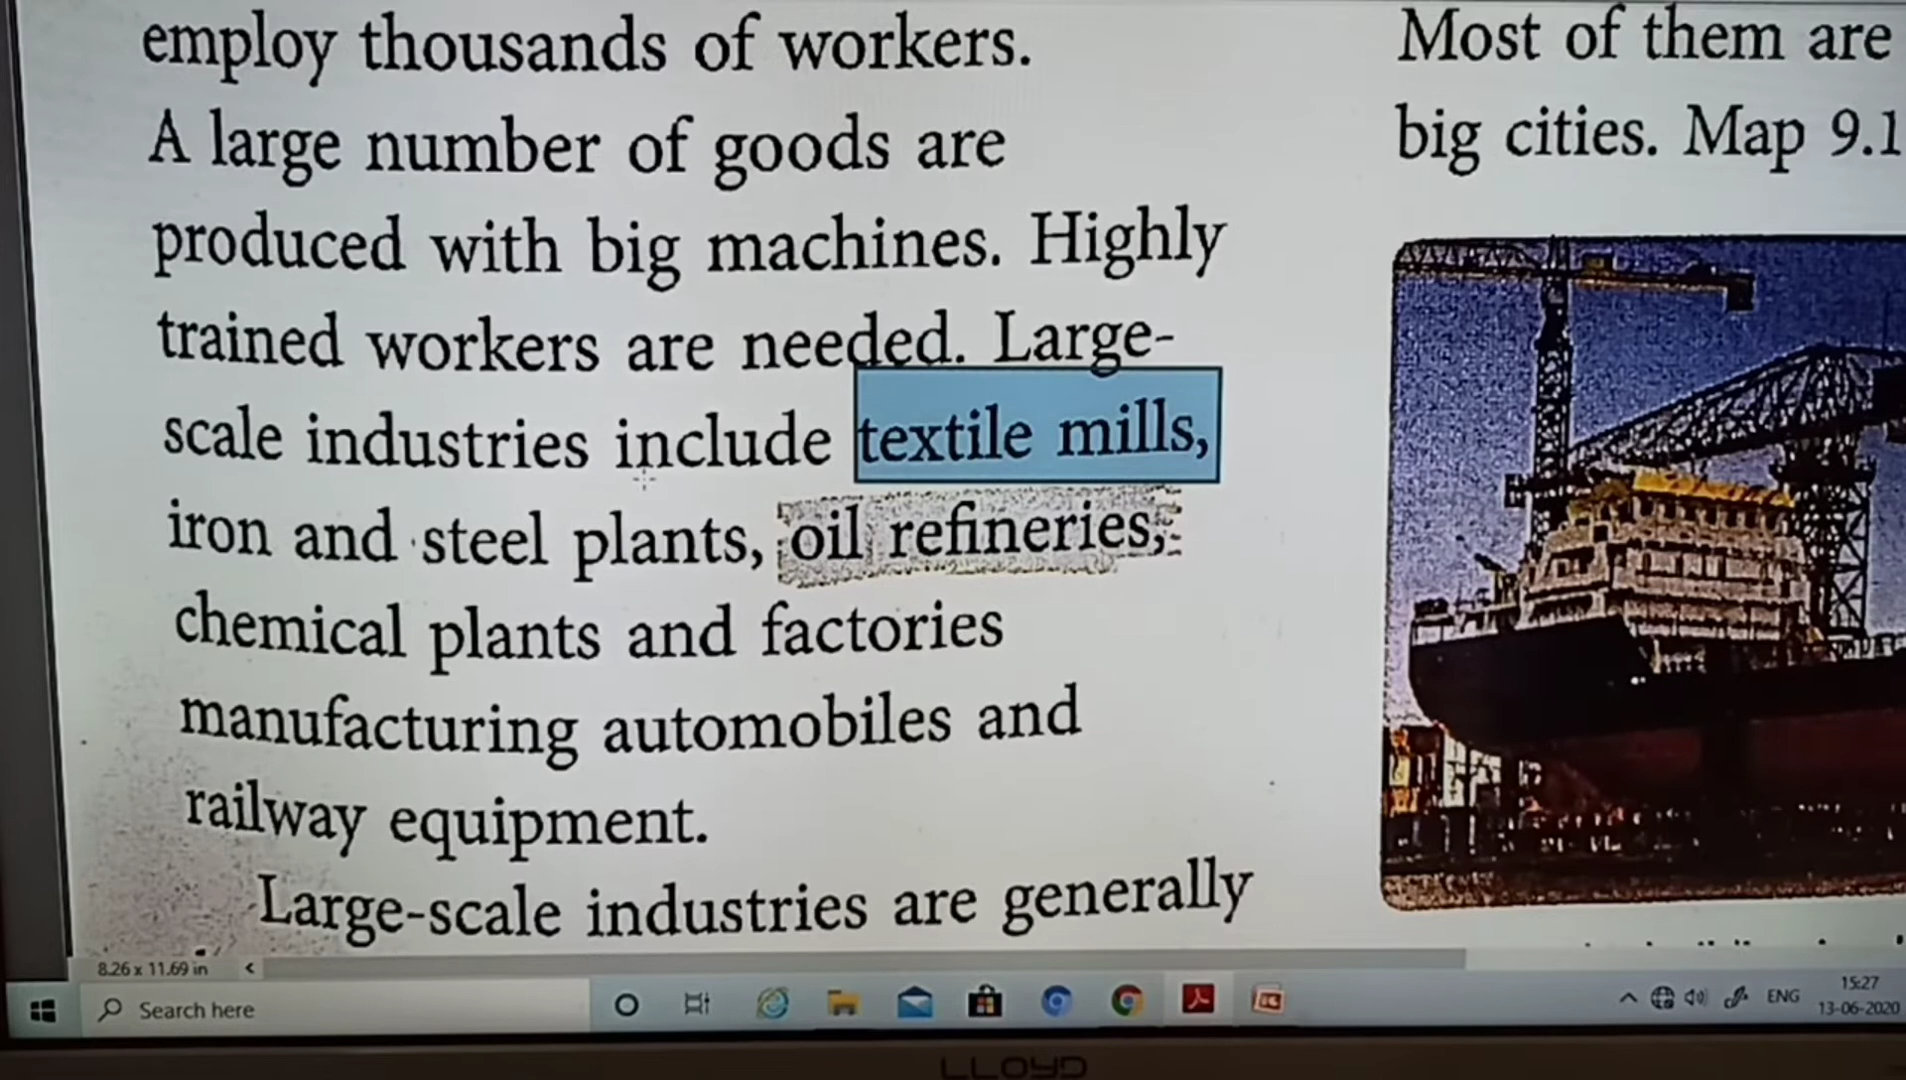 employ thousands of workers.
A large number of goods are
produced with big machines. Highly
trained workers are needed. Large-
scale industries include textile mills,
iron and steel plants, oil refineries,
chemical plants and factories
manufacturing automobiles and
railway equipment.
Large-scale industries are generally
Most of them are
big cities. Map 9.1
8.26 x 11.69 in
Search here
ENG
15:27
13-06-2020
LLOYD